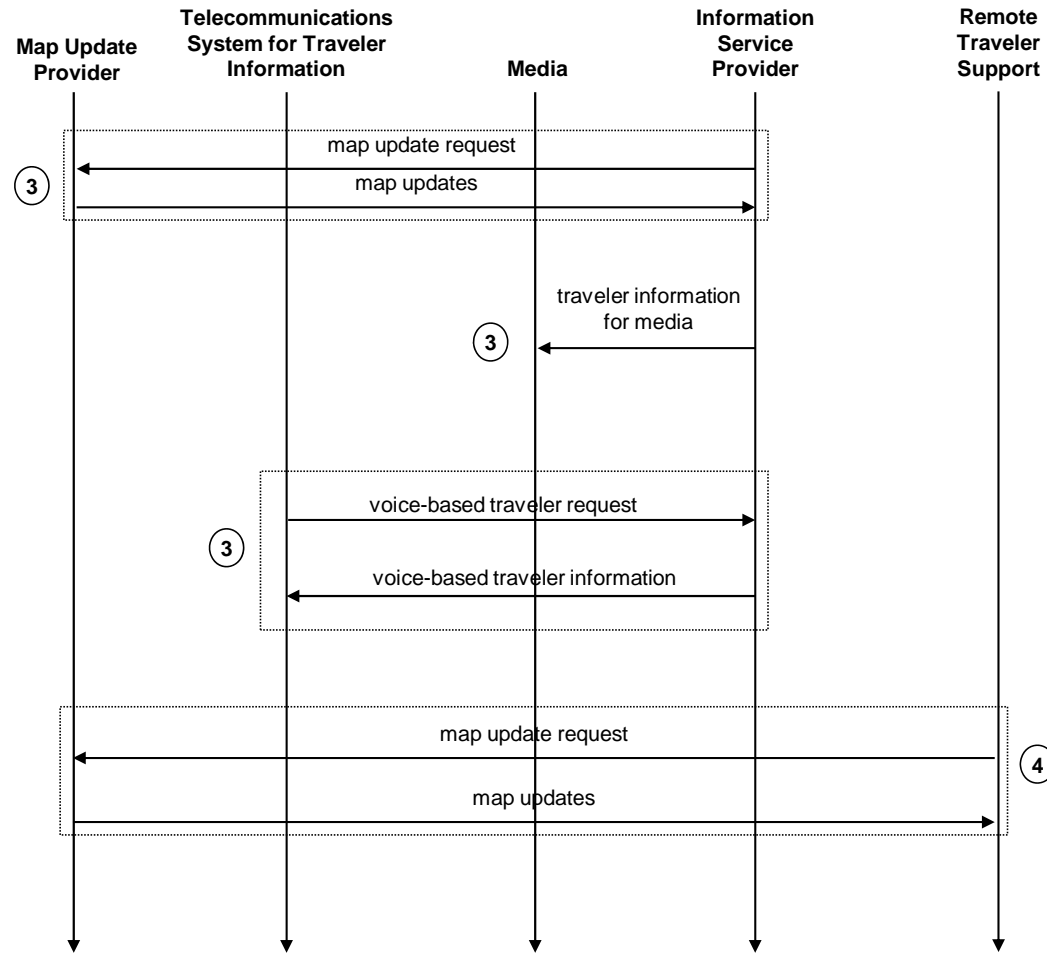 Map Update
Provider
Telecommunications
System for Traveler
Information
Media
Information
Service
Provider
Remote
Traveler
Support
map update request
3
map updates
traveler information
for media
3
voice-based traveler request
3
voice-based traveler information
map update request
4
map updates